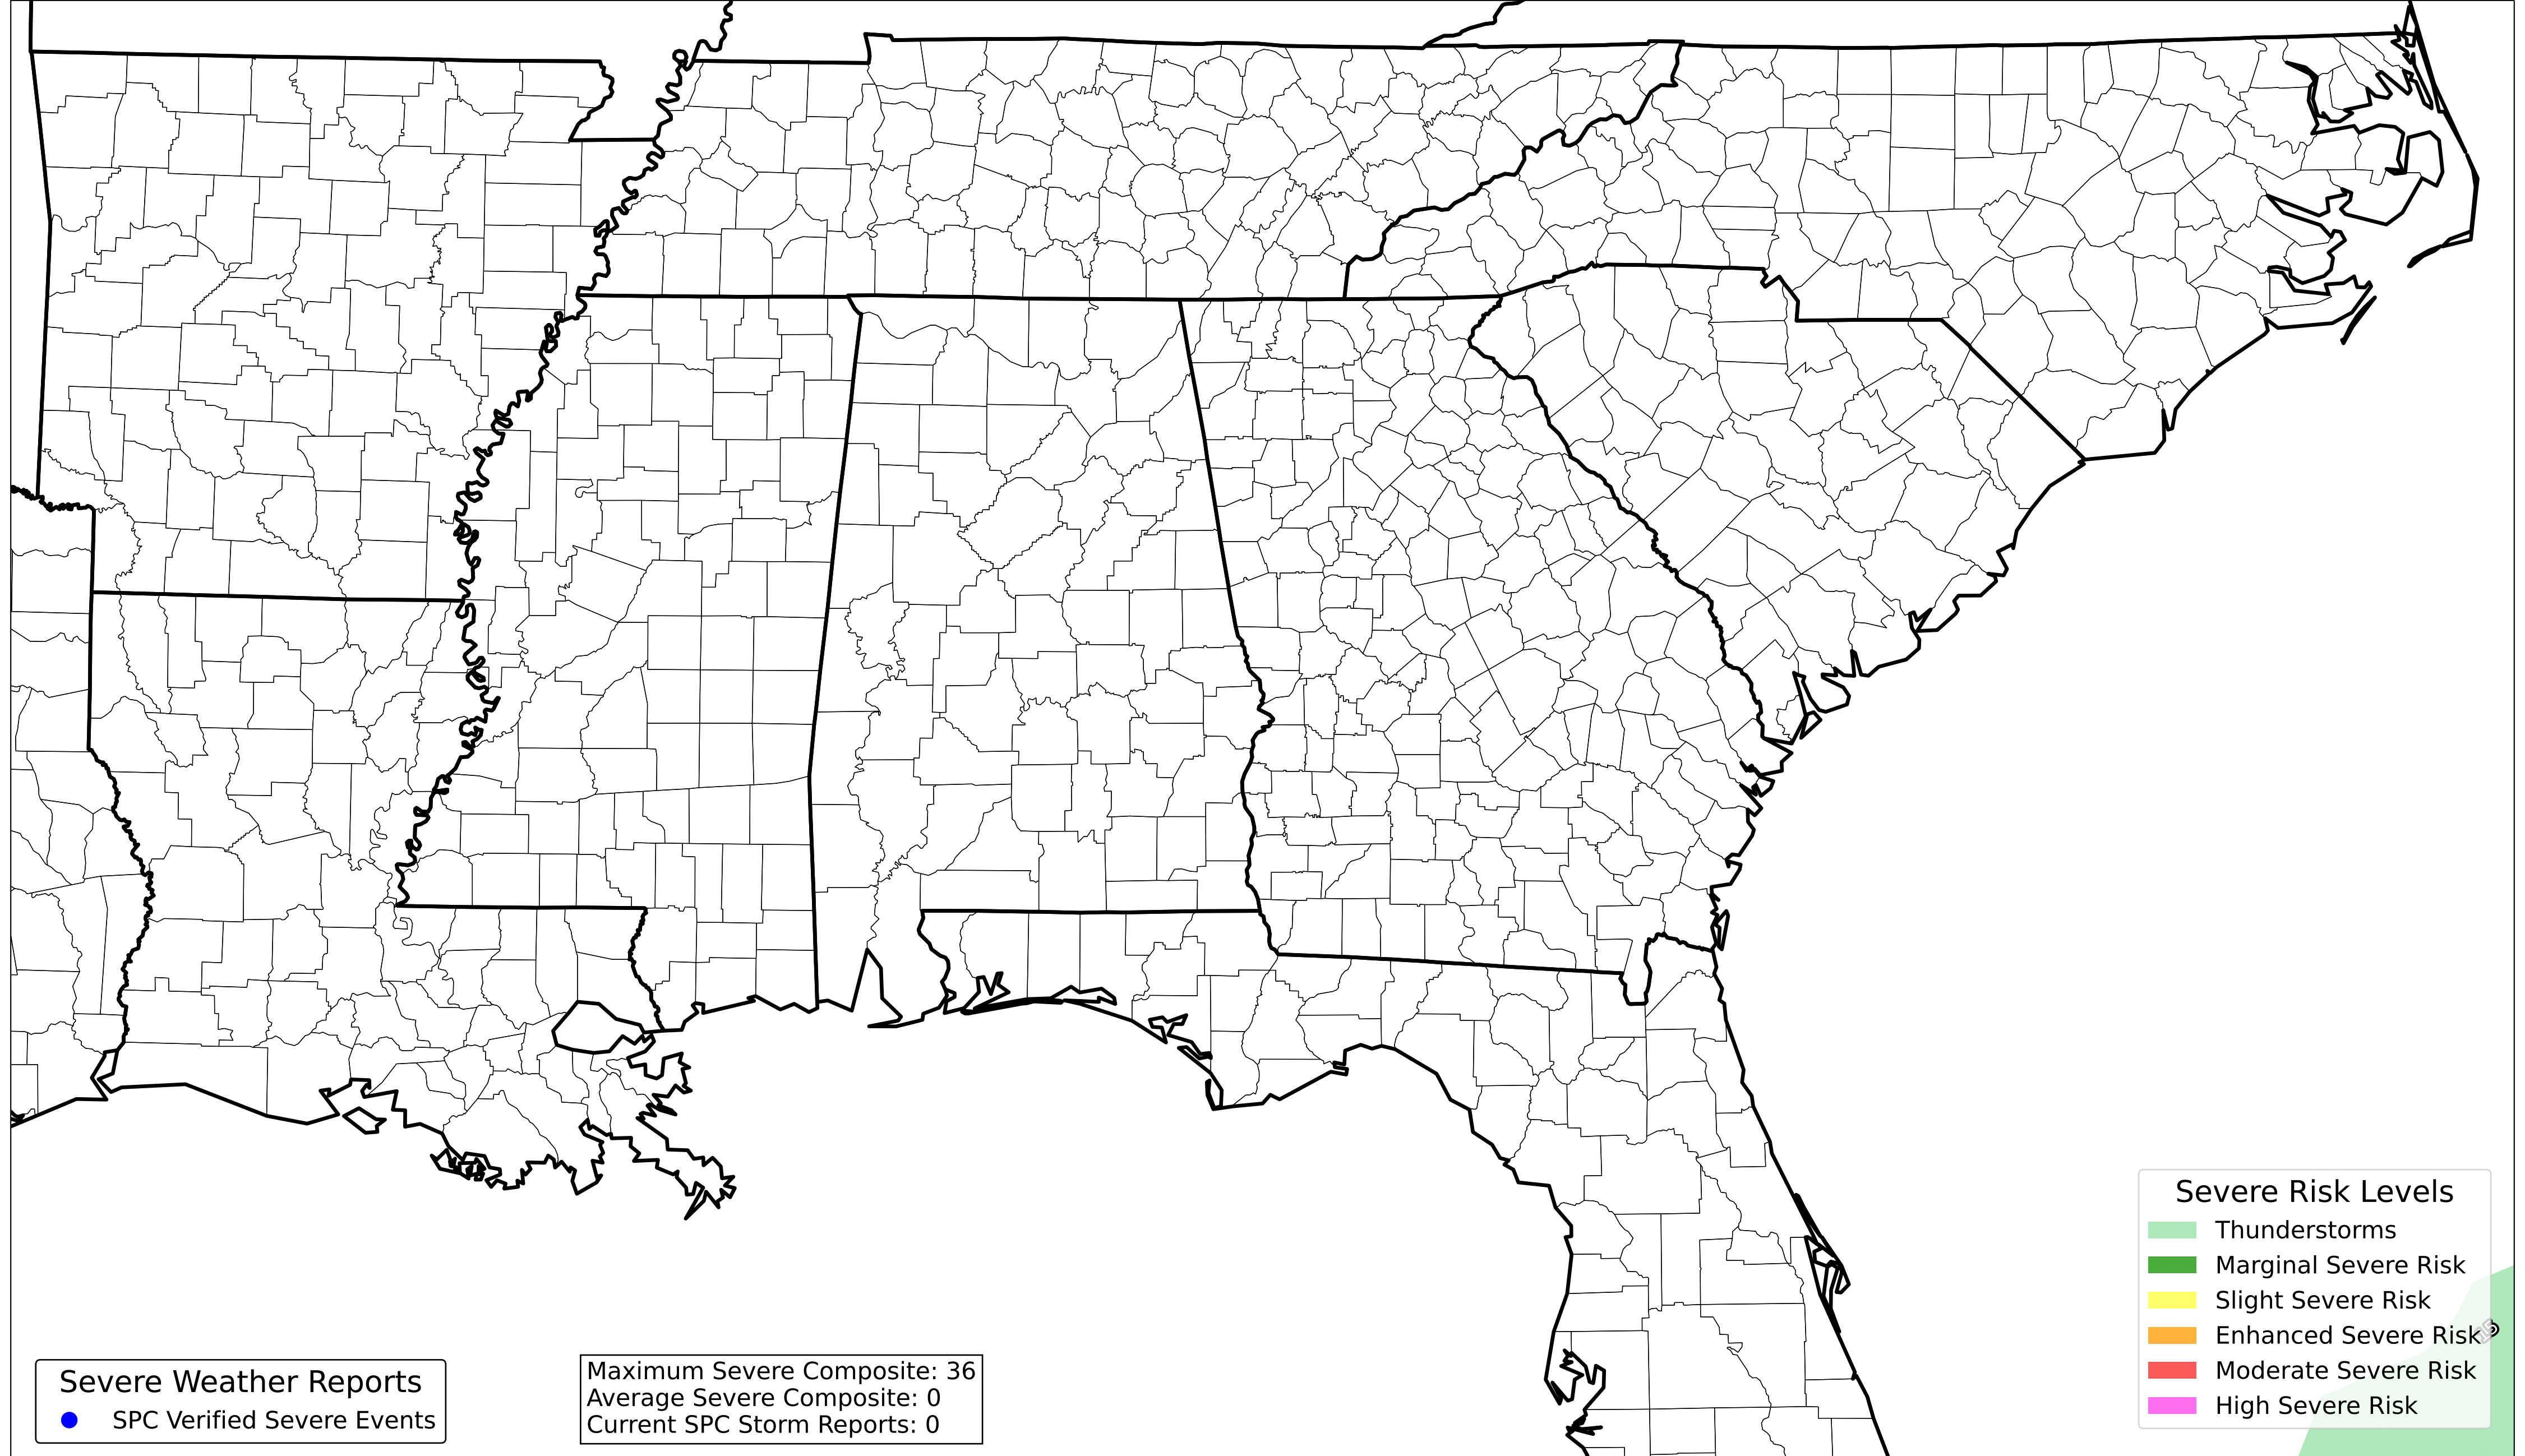 Severe Risk Levels
Thunderstorms
Marginal Severe Risk
Slight Severe Risk
Enhanced Severe Risk
Moderate Severe Risk
High Severe Risk
Severe Weather Reports
SPC Verified Severe Events
Maximum Severe Composite: 36
Average Severe Composite: 0
Current SPC Storm Reports: 0